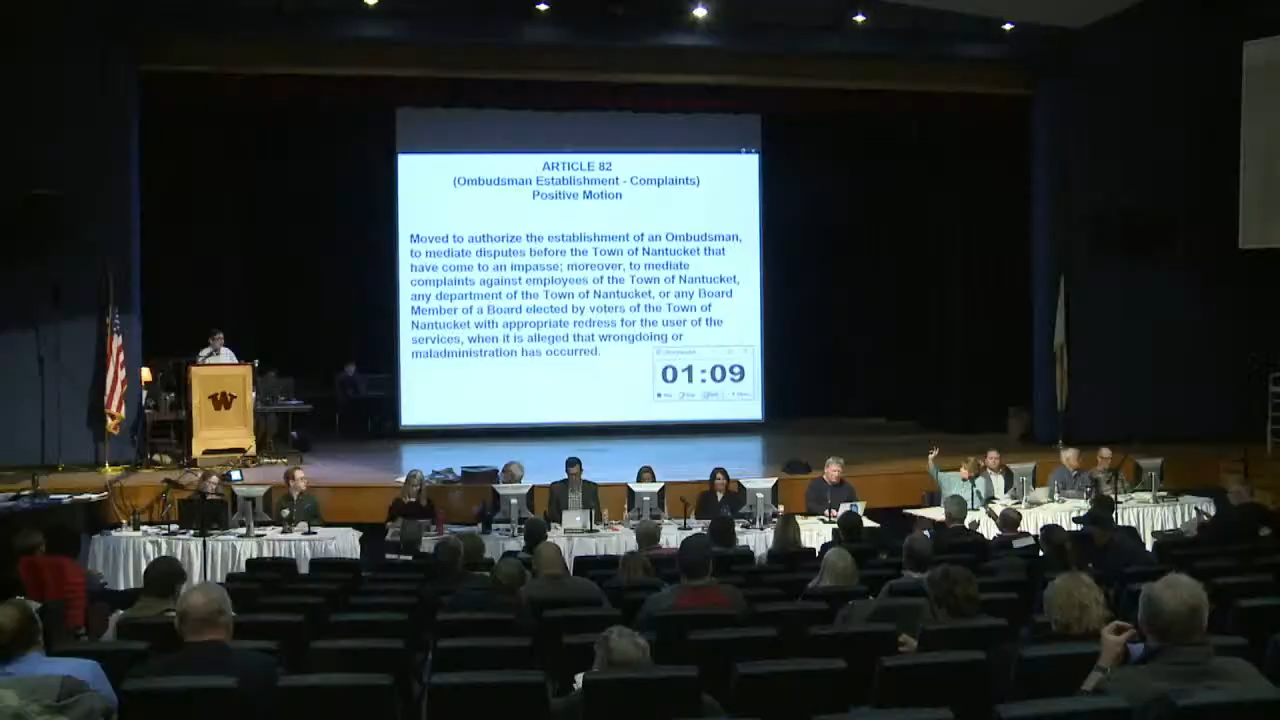 ARTICLE 82
(Ombudsman Establishment - Complaints)
Positive Motion
Moved to authorize the establishment of an Ombudsman,
to mediate disputes before the Town of Nantucket that
have come to an impasse; moreover, to mediate
complaints against employees of the Town of Nantucket,
any department of the Town of Nantucket, or any Board
Member of a Board elected by voters of the Town of
Nantucket with appropriate redress for the user of the
services, when it is alleged that wrongdoing or
maladministration has occurred.
01:09
W